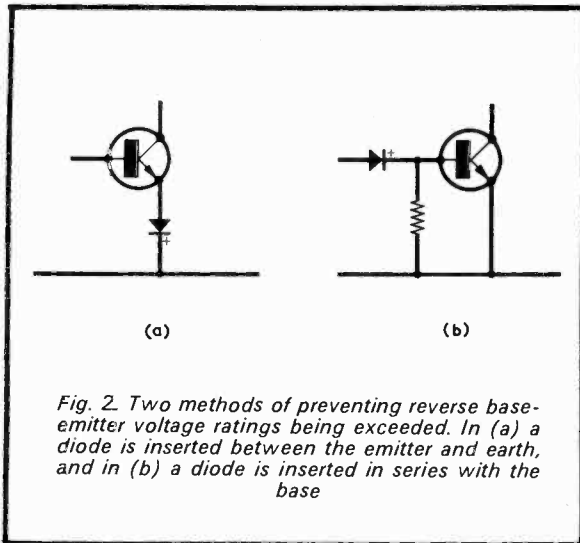 +
+
(a)
(b)
Fig. 2. Two methods of preventing reverse base-
emitter voltage ratings being exceeded. In (a) a
diode is inserted between the emitter and earth,
and in (b) a diode is inserted in series with the
base